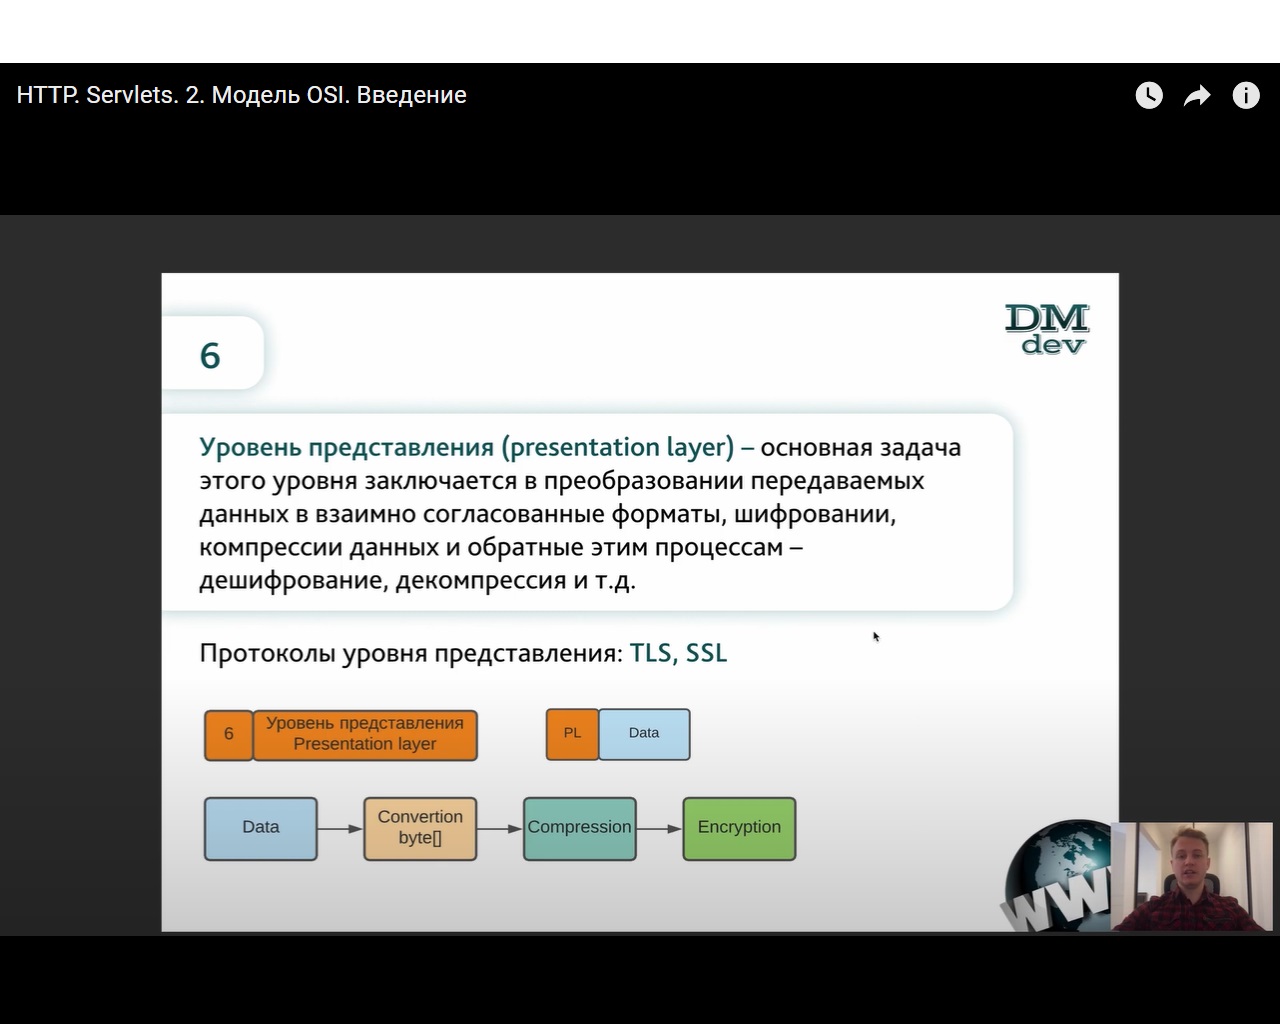 HTTP. Servlets. 2. Модель OSI. Введение
DM
dev
6
Уровень представления (presentation layer) – основная задача
этого уровня заключается в преобразовании передаваемых
данных в взаимно согласованные форматы, шифровании,
компрессии данных и обратные этим процессам –
дешифрование, декомпрессия и т.д.
Протоколы уровня представления: TLS, SSL
6
Уровень представления
Presentation layer
PL
Data
Data
Convertion
byte[]
Compression
Encryption
WW